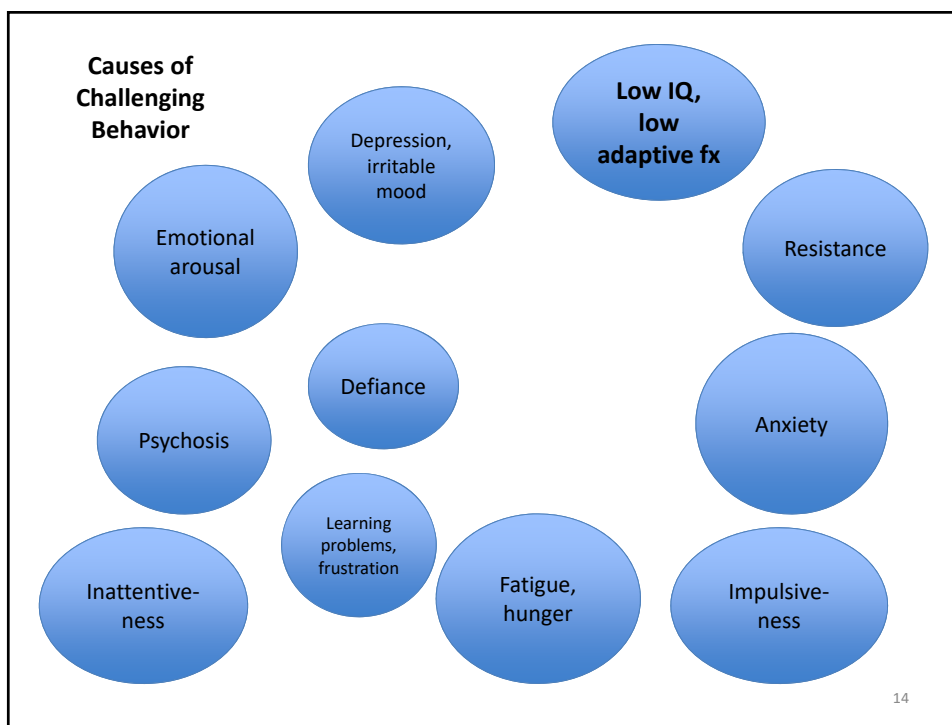 Causes of
Challenging
Behavior
Depression,
irritable
mood
Low IQ,
low
adaptive fx
Emotional
arousal
Resistance
Defiance
Psychosis
Anxiety
Learning
problems,
frustration
Inattentive-
ness
Fatigue,
hunger
Impulsive-
ness
14